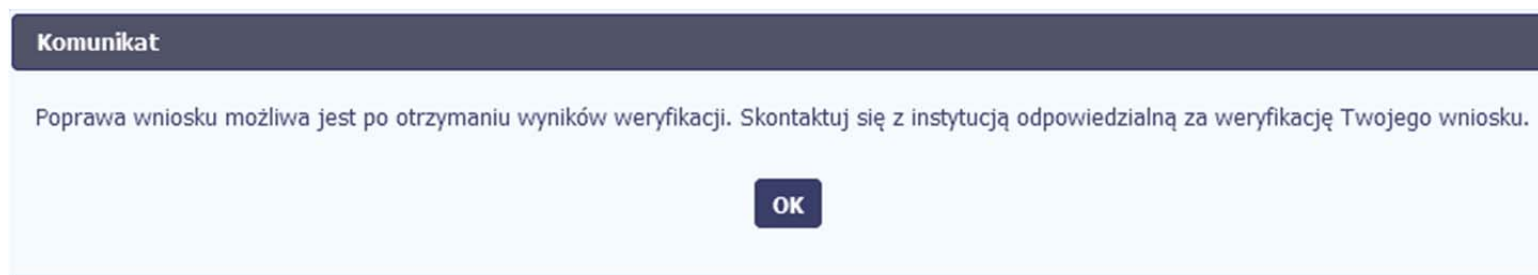 Komunikat
Poprawa wniosku możliwa jest po otrzymaniu wyników weryfikacji. Skontaktuj się z instytucją odpowiedzialną za weryfikację Twojego wniosku.
OK